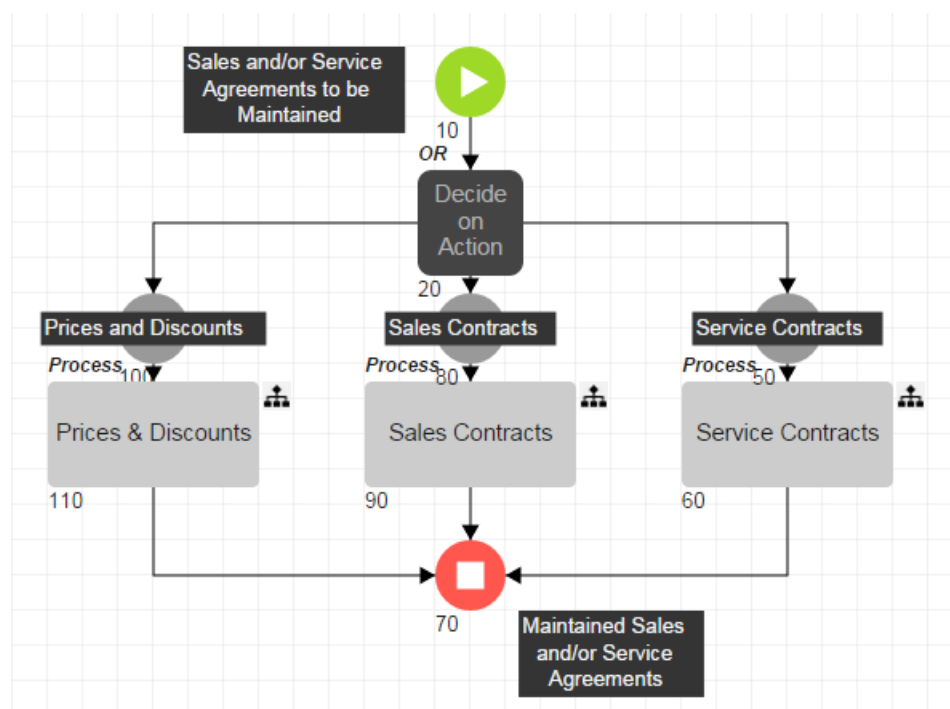 Sales and/or Service
Agreements to be
Maintained
10
OR
Decide
on
Action
20
Prices and Discounts
Sales Contracts
Service Contracts
Process
100
Process
80
Process
50
Prices & Discounts
Sales Contracts
Service Contracts
110
90
60
70
Maintained Sales
and/or Service
Agreements